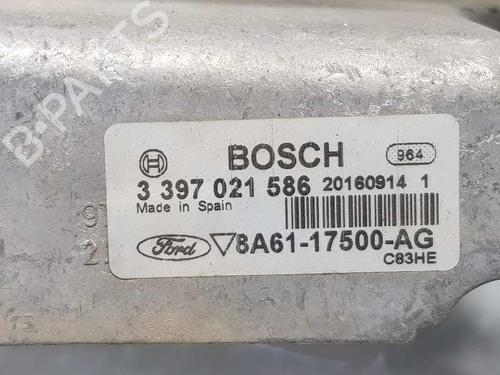 B-PARTS
BOSCH 964
3 397 021 586 20160914 1
Made in Spain
Ford 8A61-17500-AG
C83HE